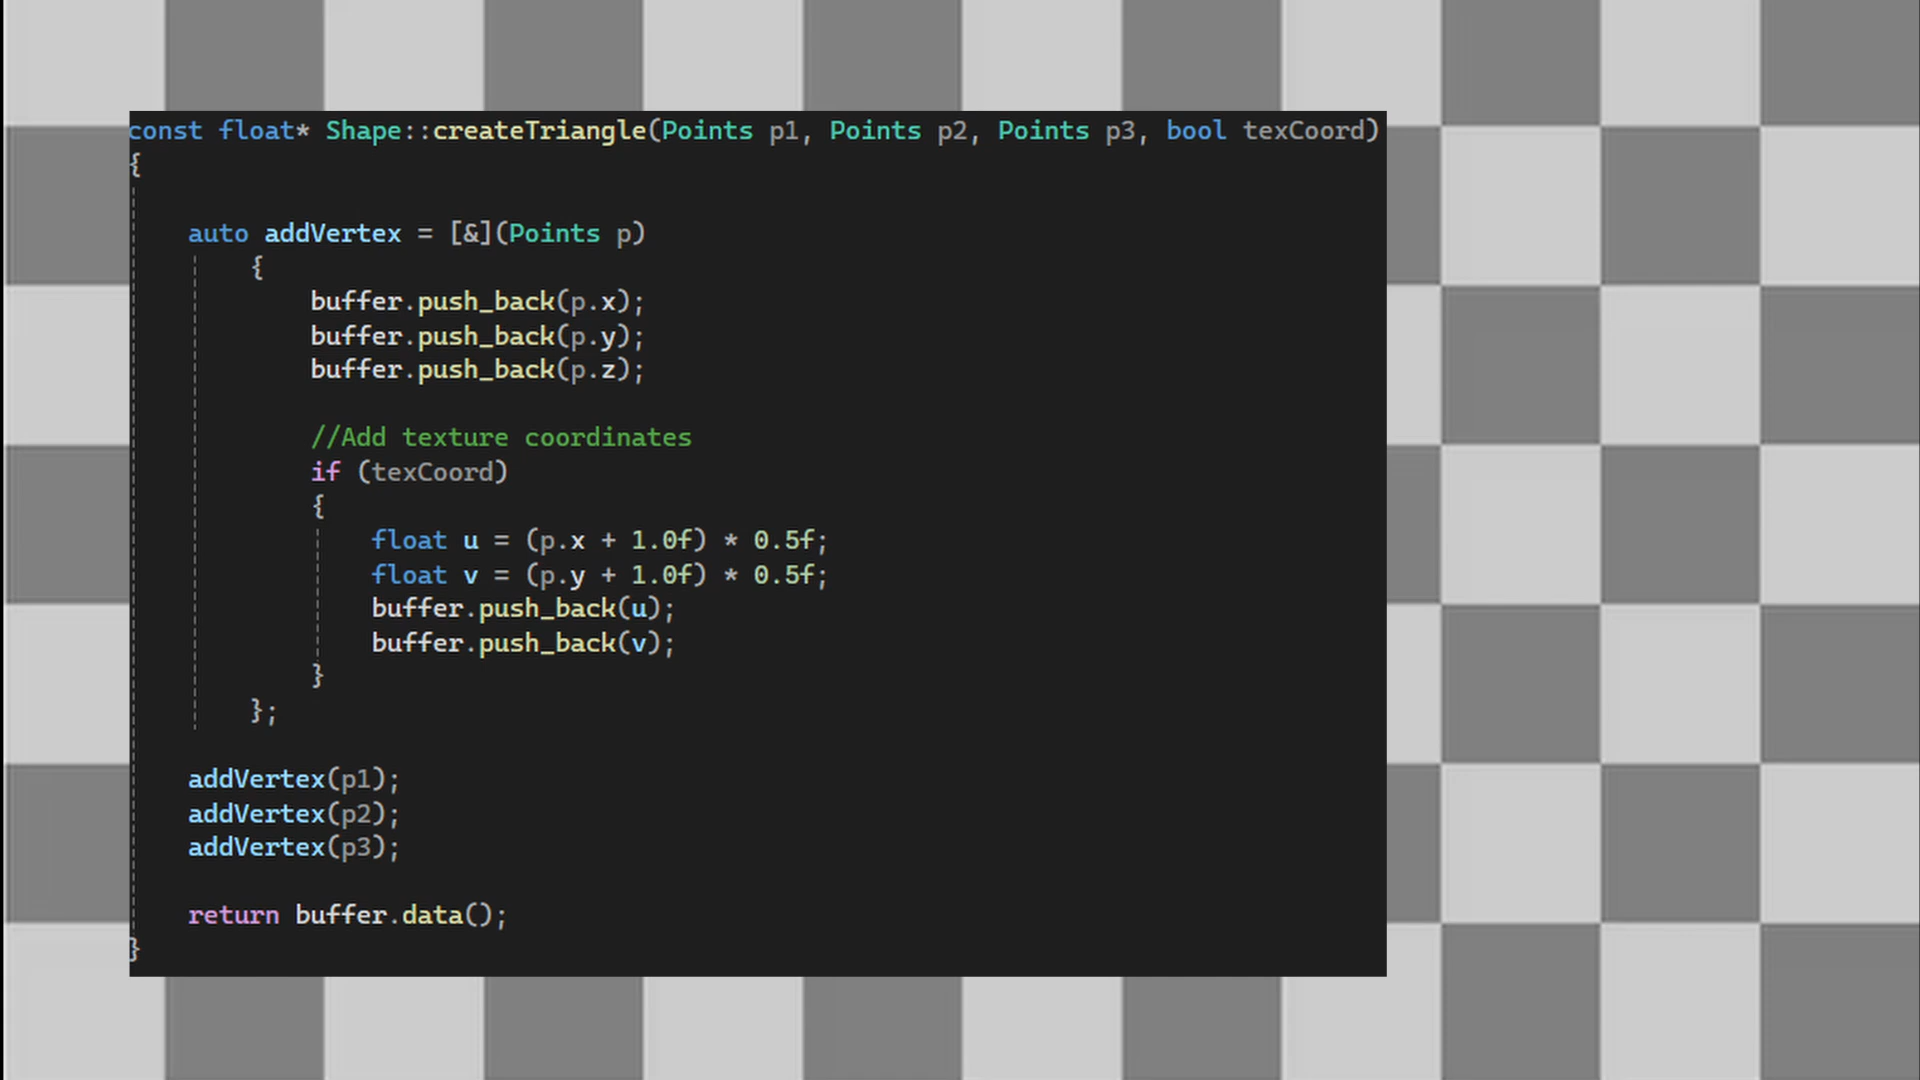 const float* Shape::createTriangle(Points p1, Points p2, Points p3, bool texCoord)
{
auto addVertex = [&](Points p)
{
buffer.push_back(p.x);
buffer.push_back(p.y);
buffer.push_back(p.z);
//Add texture coordinates
if (texCoord)
{
float u = (p.x + 1.0f) * 0.5f;
float v = (p.y + 1.0f) * 0.5f;
buffer.push_back(u);
buffer.push_back(v);
}
};
addVertex(p1);
addVertex(p2);
addVertex(p3);
return buffer.data();
}